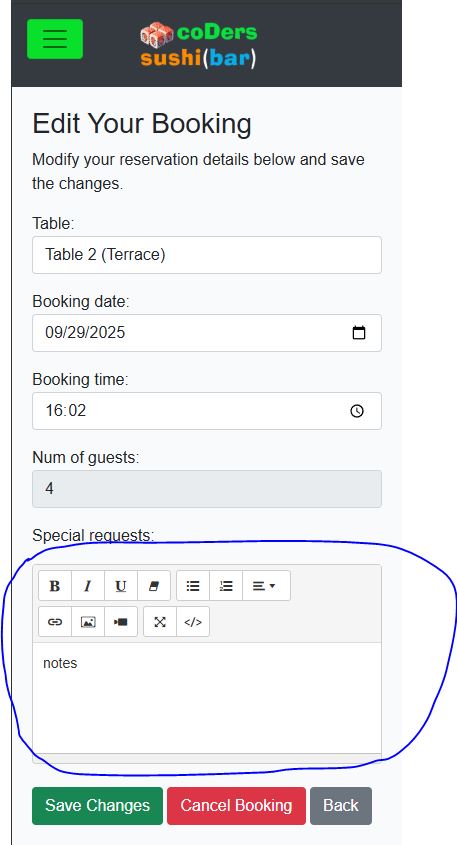 coDers
sushi(bar)
Edit Your Booking
Modify your reservation details below and save
the changes.
Table:
Table 2 (Terrace)
Booking date:
09/29/2025
Booking time:
16:02
Num of guests:
4
Special requests:
B I U
</>
notes
Save Changes Cancel Booking Back